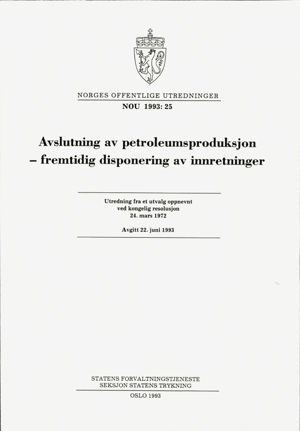 NORGES OFFENTLIGE UTREDNINGER
NOU 1993: 25
Avslutning av petroleumsproduksjon
– fremtidig disponering av innretninger
Utredning fra et utvalg oppnevnt
ved kongelig resolusjon
24. mars 1972
Avgitt 22. juni 1993
STATENS FORVALTNINGSTJENESTE
SEKSJON STATENS TRYKNING
OSLO 1993